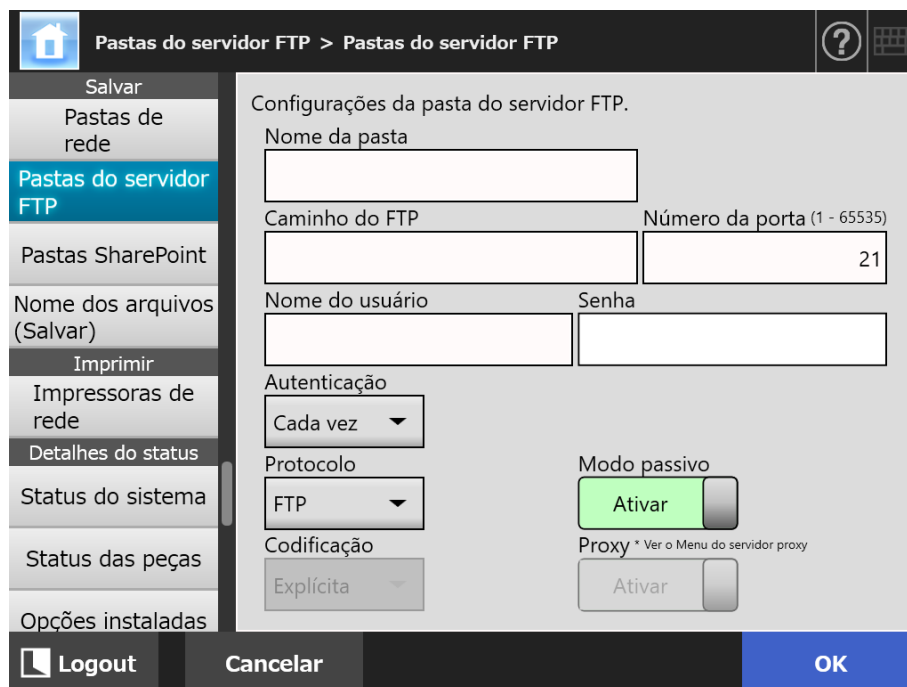 Pastas do servidor FTP > Pastas do servidor FTP
?
Salvar
Pastas de
rede
Pastas do servidor
FTP
Pastas SharePoint
Nome dos arquivos
(Salvar)
Imprimir
Impressoras de
rede
Detalhes do status
Status do sistema
Status das peças
Opções instaladas
Configurações da pasta do servidor FTP.
Nome da pasta
Caminho do FTP Número da porta (1 - 65535)
21
Nome do usuário Senha
Autenticação
Cada vez
Protocolo Modo passivo
FTP Ativar
Codificação Proxy * Ver o Menu do servidor proxy
Explícita Ativar
Logout Cancelar OK